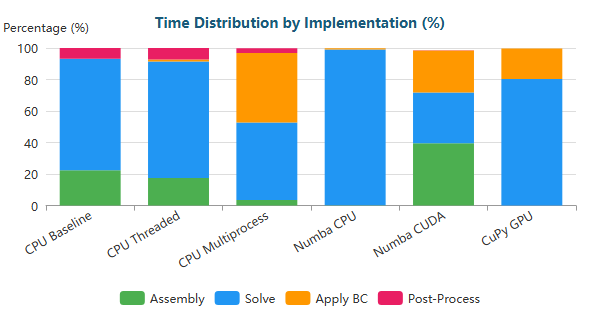 Time Distribution by Implementation (%)
Percentage (%)
100
80
60
40
20
0
CPU Baseline
CPU Threaded
CPU Multiprocess
Numba CPU
Numba CUDA
CuPy GPU
Assembly Solve Apply BC Post-Process